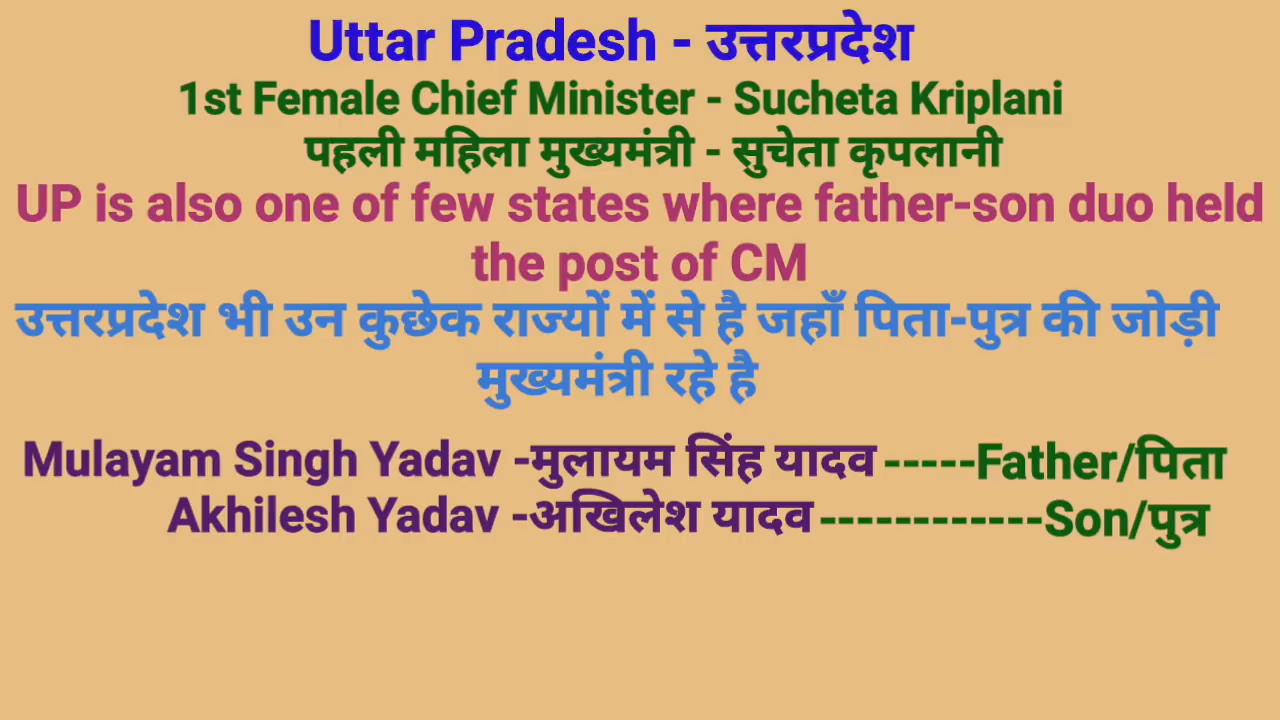 Uttar Pradesh - उत्तरप्रदेश
1st Female Chief Minister - Sucheta Kriplani
पहली महिला मुख्यमंत्री - सुचेता कृपलानी
UP is also one of few states where father-son duo held
the post of CM
उत्तरप्रदेश भी उन कुछेक राज्यों में से है जहाँ पिता-पुत्र की जोड़ी
मुख्यमंत्री रहे है
Mulayam Singh Yadav -मुलायम सिंह यादव -----Father/पिता
Akhilesh Yadav -अखिलेश यादव ------------Son/पुत्र